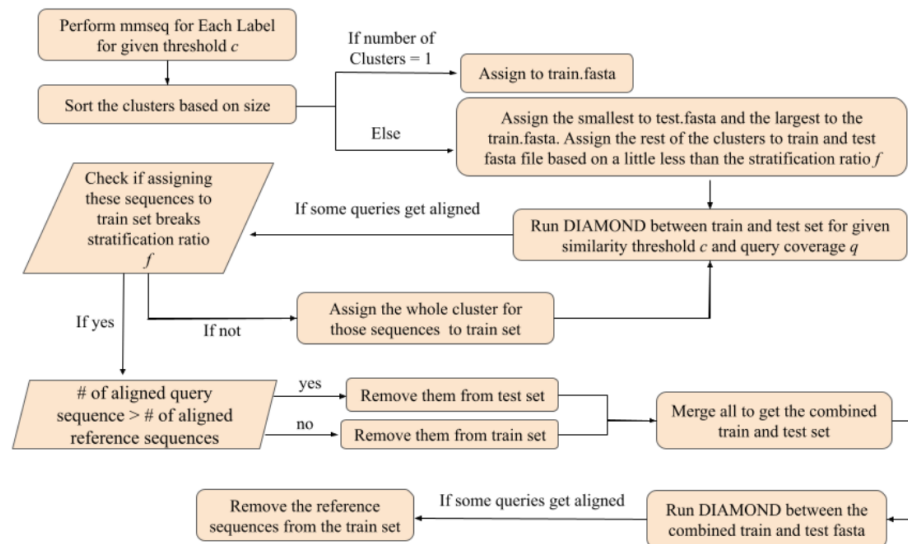 Perform mmseq for Each Label
for given threshold c
Sort the clusters based on size
If number of
Clusters = 1
Assign to train.fasta
Else
Assign the smallest to test.fasta and the largest to the
train.fasta. Assign the rest of the clusters to train and test
fasta file based on a little less than the stratification ratio f
Check if assigning
these sequences to
train set breaks
stratification ratio
f
If some queries get aligned
Run DIAMOND between train and test set for given
similarity threshold c and query coverage q
If yes
If not
Assign the whole cluster for
those sequences to train set
# of aligned query
sequence > # of aligned
reference sequences
yes
Remove them from test set
no
Remove them from train set
Merge all to get the combined
train and test set
Remove the reference
sequences from the train set
If some queries get aligned
Run DIAMOND between the
combined train and test fasta